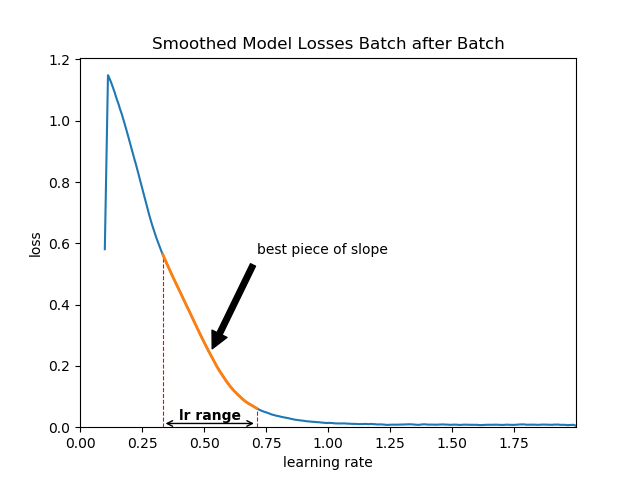 Smoothed Model Losses Batch after Batch
1.2
1.0
0.8
0.6
0.4
0.2
0.0
loss
best piece of slope
lr range
0.00 0.25 0.50 0.75 1.00 1.25 1.50 1.75
learning rate